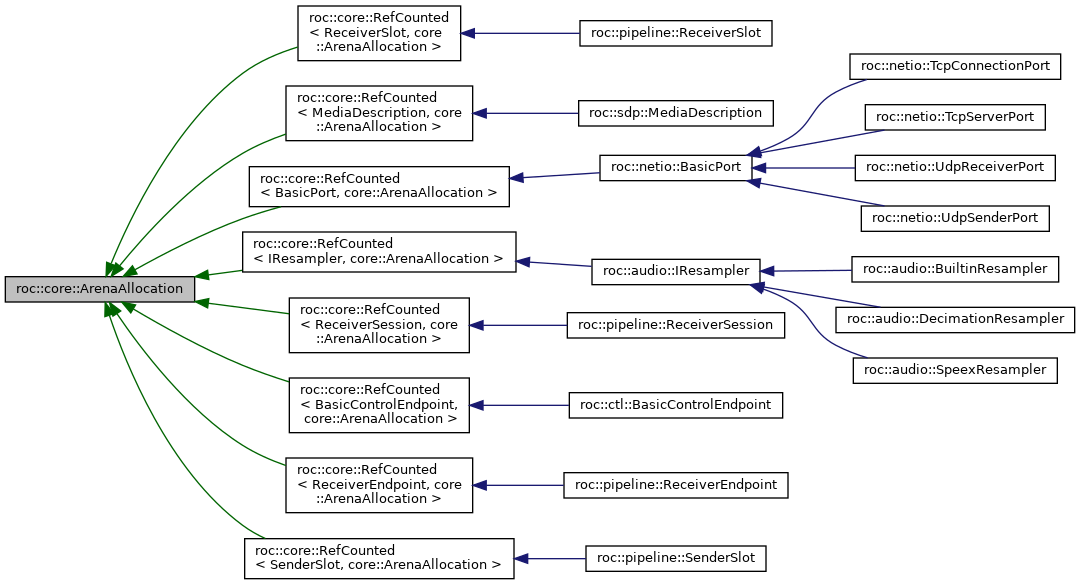 roc::core::RefCounted
< ReceiverSlot, core
::ArenaAllocation >
roc::pipeline::ReceiverSlot
roc::netio::TcpConnectionPort
roc::core::RefCounted
< MediaDescription, core
::ArenaAllocation >
roc::sdp::MediaDescription
roc::netio::TcpServerPort
roc::netio::BasicPort
roc::netio::UdpReceiverPort
roc::core::RefCounted
< BasicPort, core::ArenaAllocation >
roc::netio::UdpSenderPort
roc::core::RefCounted
< IResampler, core::ArenaAllocation >
roc::audio::IResampler
roc::audio::BuiltinResampler
roc::core::ArenaAllocation
roc::core::RefCounted
< ReceiverSession, core
::ArenaAllocation >
roc::pipeline::ReceiverSession
roc::audio::DecimationResampler
roc::audio::SpeexResampler
roc::core::RefCounted
< BasicControlEndpoint,
core::ArenaAllocation >
roc::ctl::BasicControlEndpoint
roc::core::RefCounted
< ReceiverEndpoint, core
::ArenaAllocation >
roc::pipeline::ReceiverEndpoint
roc::core::RefCounted
< SenderSlot, core::ArenaAllocation >
roc::pipeline::SenderSlot